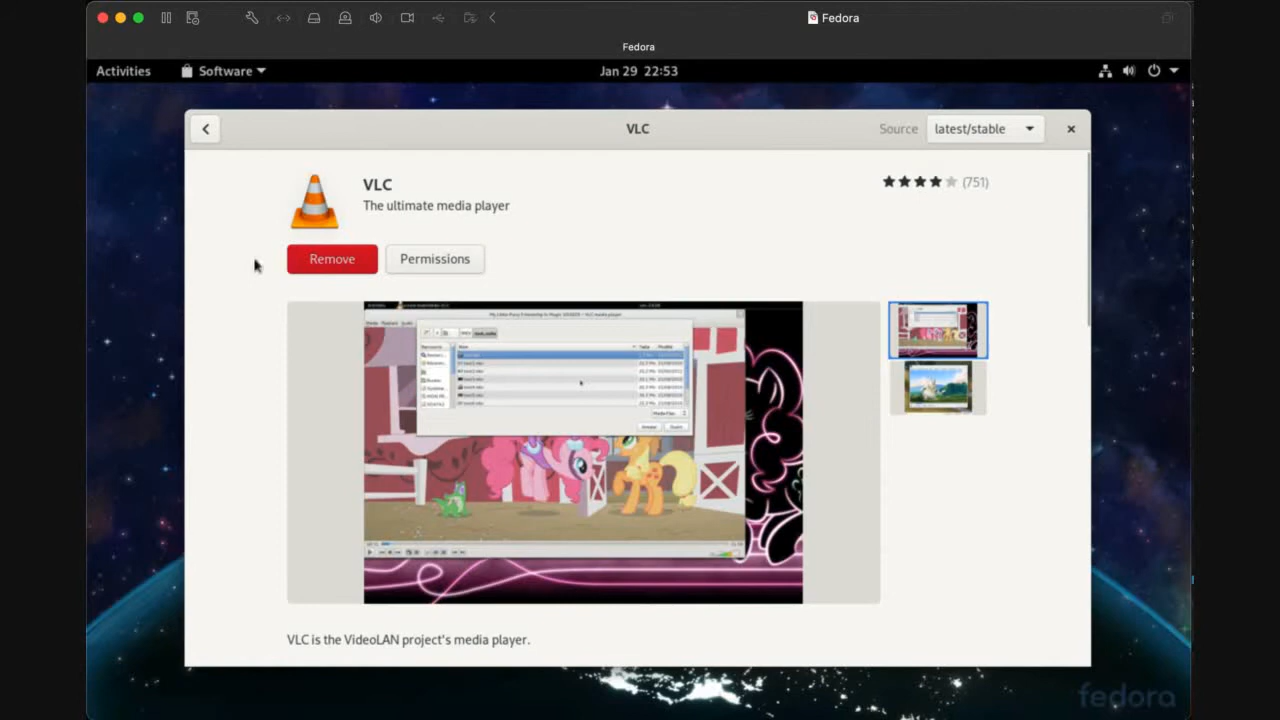 Fedora
Fedora
Activities
Software
Jan 29 22:53
VLC
Source
latest/stable
VLC
The ultimate media player
(751)
Remove
Permissions
VLC is the VideoLAN project's media player.
fedora